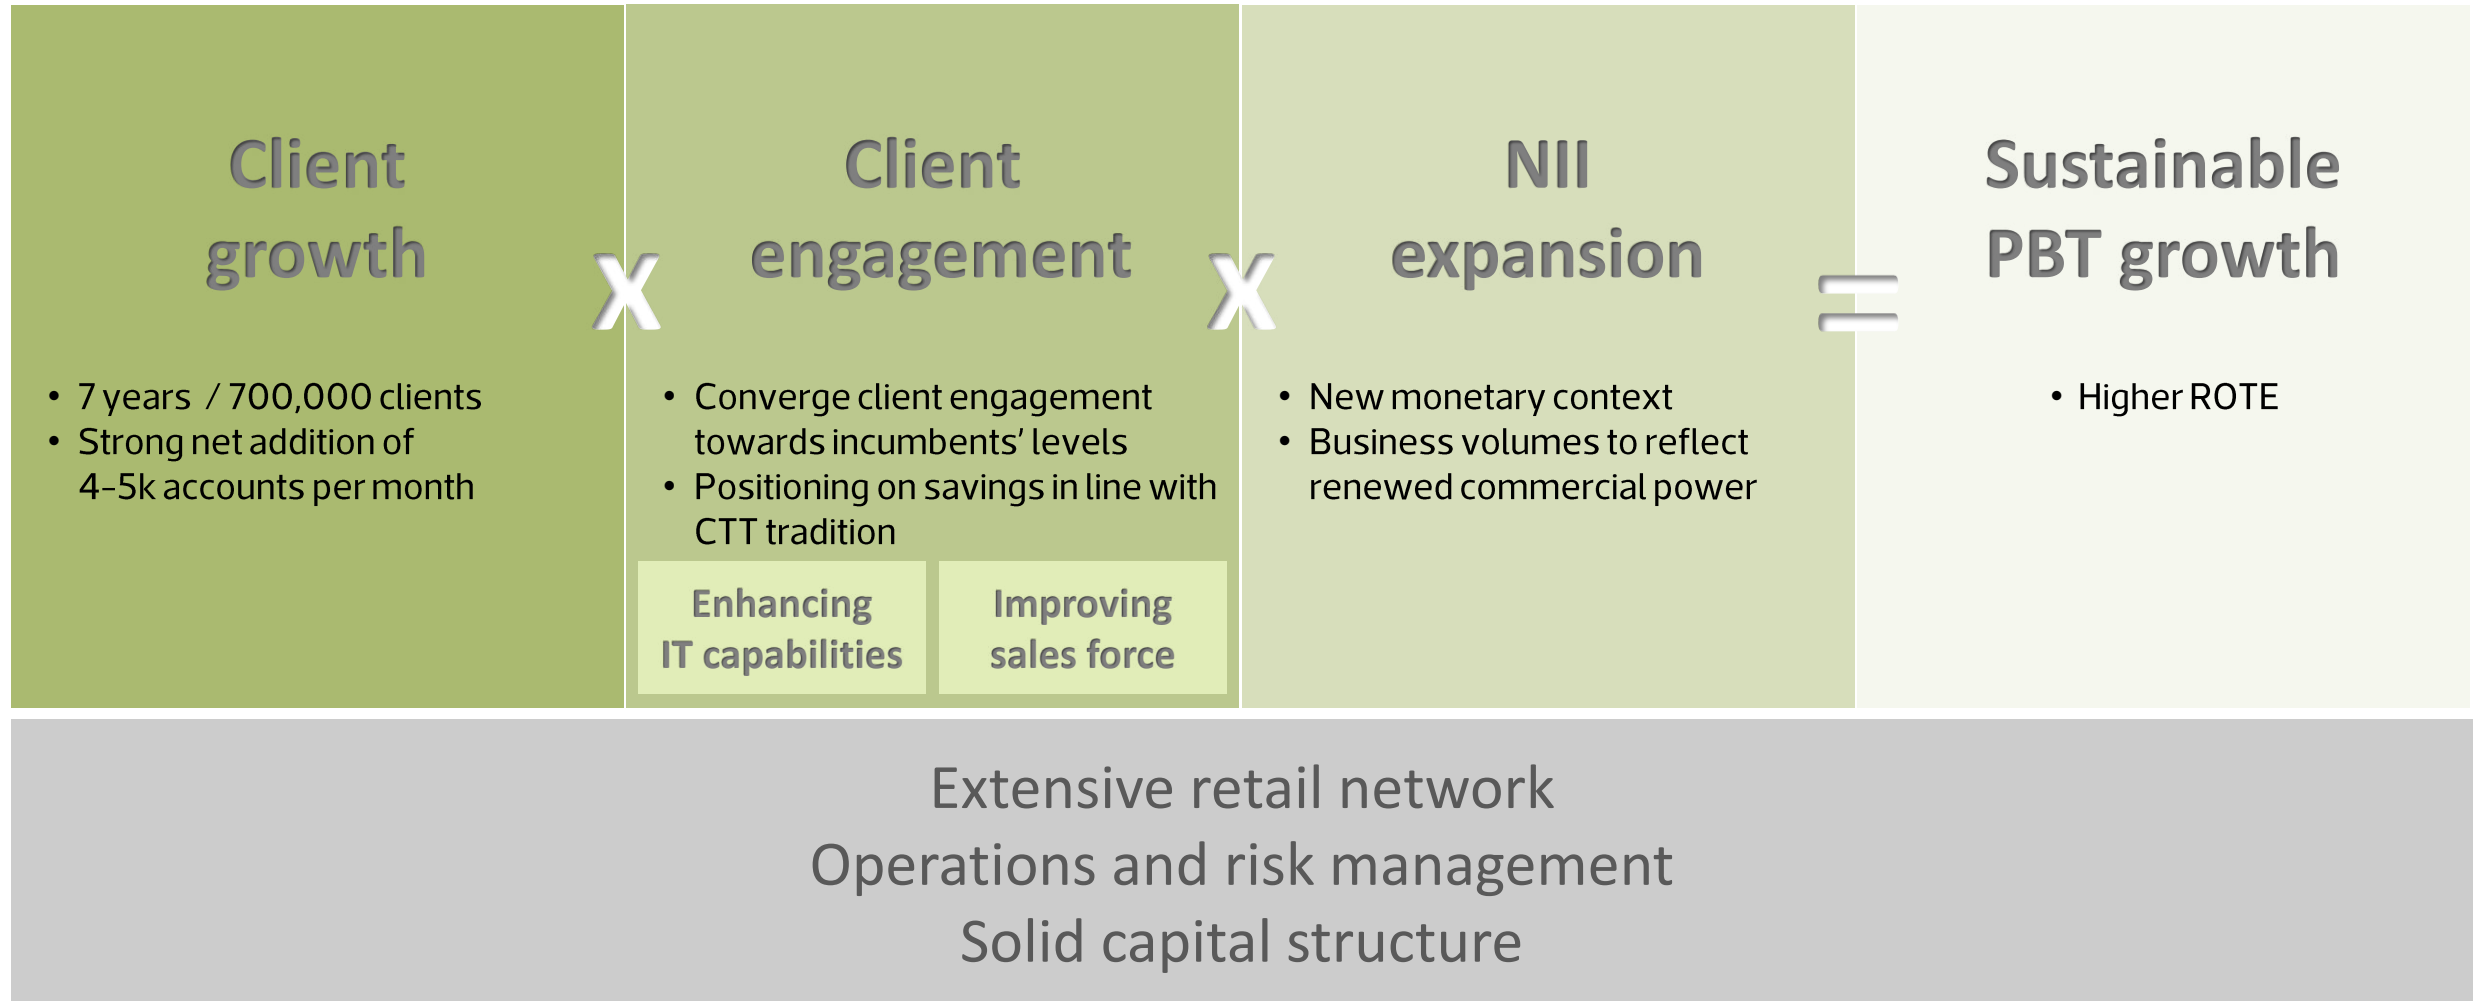 Client
growth
x
Client
engagement
x
NII
expansion
=
Sustainable
PBT growth
• 7 years / 700,000 clients
• Strong net addition of
4-5k accounts per month
• Converge client engagement
towards incumbents’ levels
• Positioning on savings in line with
CTT tradition
Enhancing
IT capabilities
Improving
sales force
• New monetary context
• Business volumes to reflect
renewed commercial power
• Higher ROTE
Extensive retail network
Operations and risk management
Solid capital structure